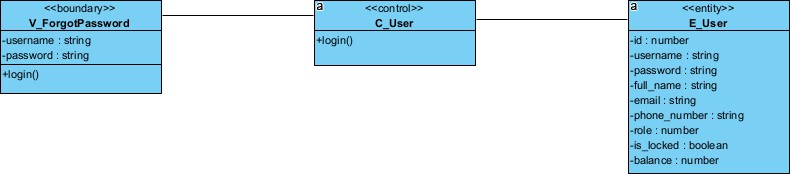 <<boundary>>
V_ForgotPassword
-username : string
-password : string
+login()
a
<<control>>
C_User
+login()
a
<<entity>>
E_User
-id : number
-username : string
-password : string
-full_name : string
-email : string
-phone_number : string
-role : number
-is_locked : boolean
-balance : number